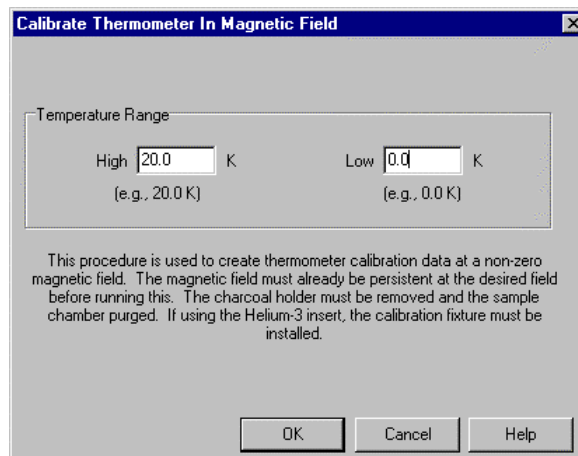 Calibrate Thermometer In Magnetic Field
Temperature Range
High 20.0 K Low 0.0 K
(e.g., 20.0 K) (e.g., 0.0 K)
This procedure is used to create thermometer calibration data at a non-zero
magnetic field. The magnetic field must already be persistent at the desired field
before running this. The charcoal holder must be removed and the sample
chamber purged. If using the Helium-3 insert, the calibration fixture must be
installed.
OK Cancel Help